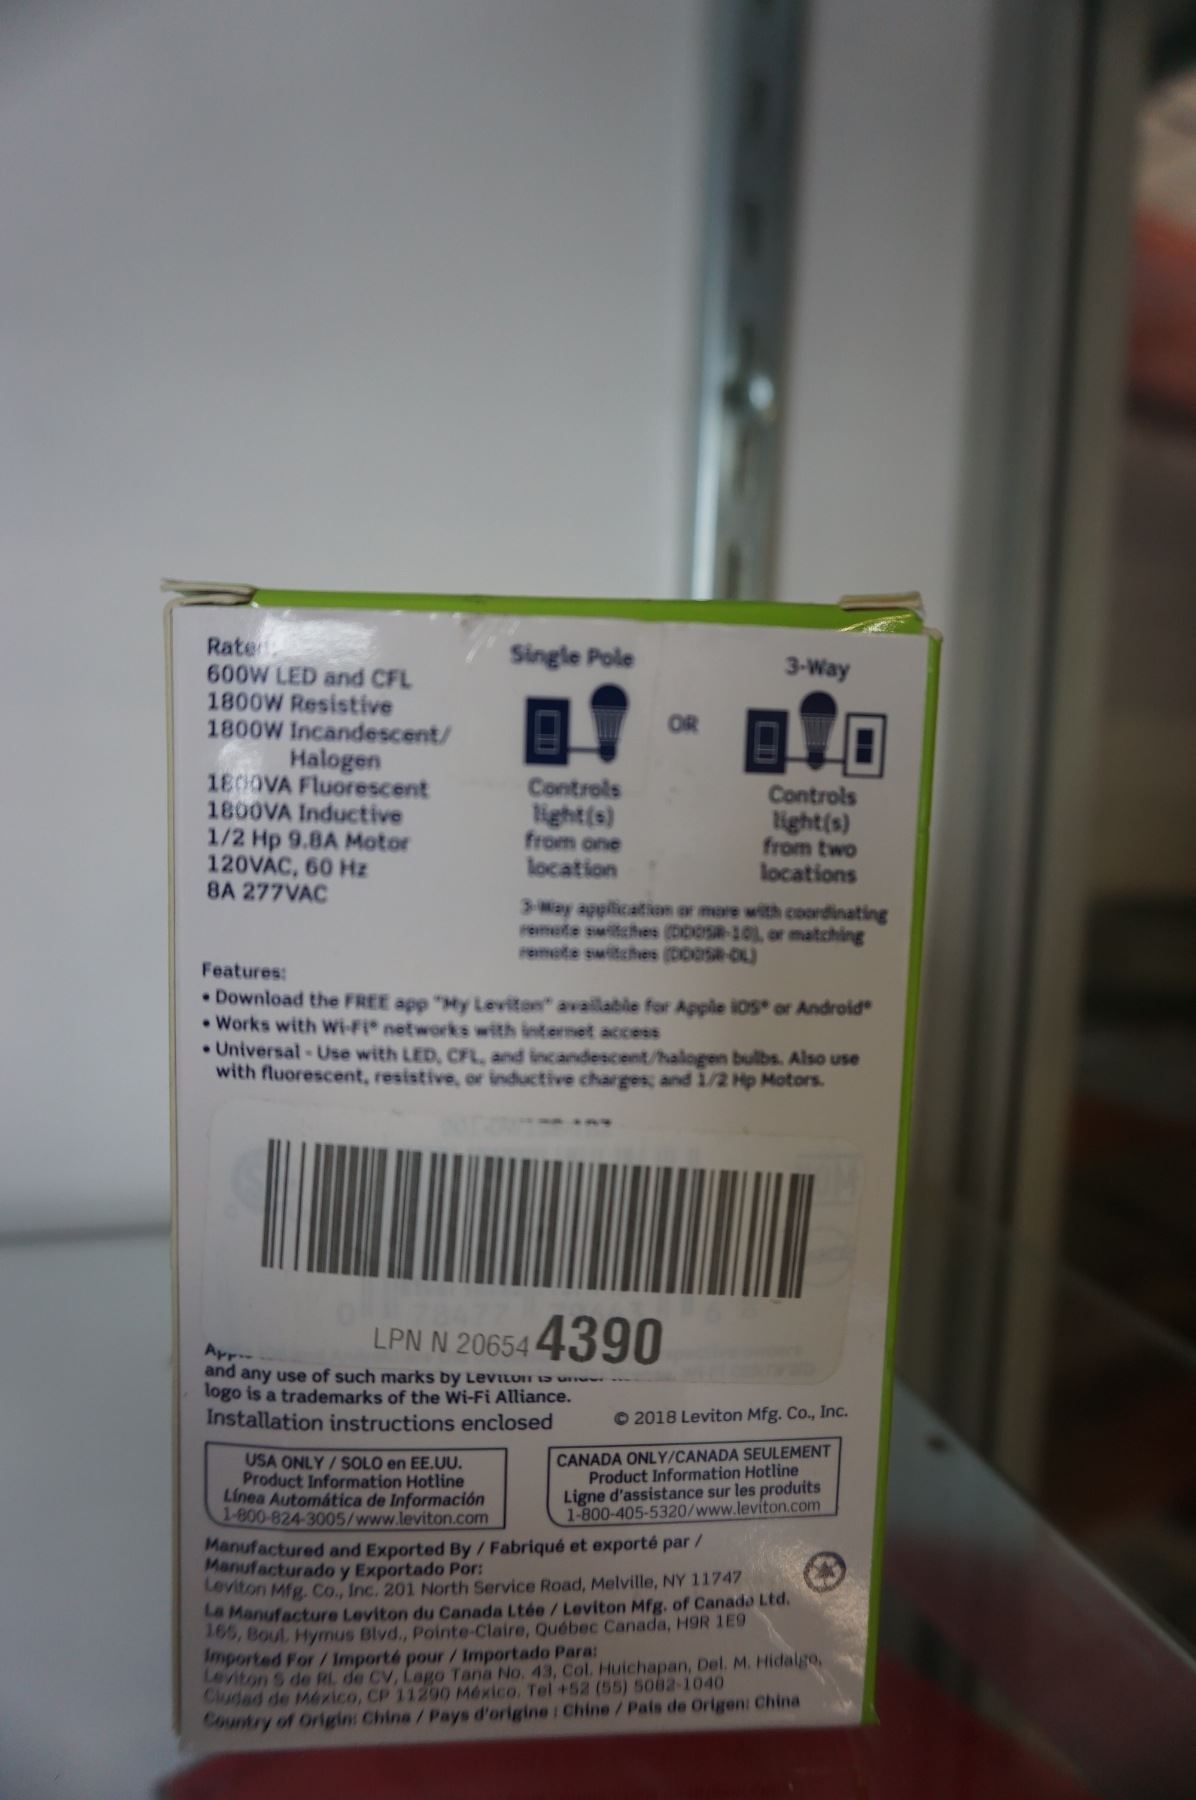 Rated:
600W LED and CFL
1800W Resistive
1800W Incandescent/
Halogen
1800VA Fluorescent
1800VA Inductive
1/2 Hp 9.8A Motor
120VAC, 60 Hz
8A 277VAC
Single Pole
Controls
light(s)
from one
location
OR
3-Way
Controls
light(s)
from two
locations
3-Way application or more with coordinating
remote switches (DD0SR-10), or matching
remote switches (DD0SR-DL)
Features:
• Download the FREE app "My Leviton" available for Apple iOS® or Android®
• Works with Wi-Fi® networks with internet access
• Universal - Use with LED, CFL, and incandescent/halogen bulbs. Also use
with fluorescent, resistive, or inductive charges; and 1/2 Hp Motors.
LPN N 20654 4390
and any use of such marks by Leviton is
logo is a trademarks of the Wi-Fi Alliance.
Installation instructions enclosed
© 2018 Leviton Mfg. Co., Inc.
USA ONLY / SOLO en EE.UU.
Product Information Hotline
Línea Automática de Información
1-800-824-3005/www.leviton.com
CANADA ONLY/CANADA SEULEMENT
Product Information Hotline
Ligne d'assistance sur les produits
1-800-405-5320/www.leviton.com
Manufactured and Exported By / Fabriqué et exporté par /
Manufacturado y Exportado Por:
Leviton Mfg. Co., Inc. 201 North Service Road, Melville, NY 11747
La Manufacture Leviton du Canada Ltée / Leviton Mfg. of Canada Ltd.
165, Boul. Hymus Blvd., Pointe-Claire, Québec Canada, H9R 1E9
Imported For / Importé pour / Importado Para:
Leviton S de RL de CV, Lago Tana No. 43, Col. Huichapan, Del. M. Hidalgo,
Ciudad de México, CP 11290 México. Tel +52 (55) 5082-1040
Country of Origin: China / Pays d'origine : Chine / País de Origen: China